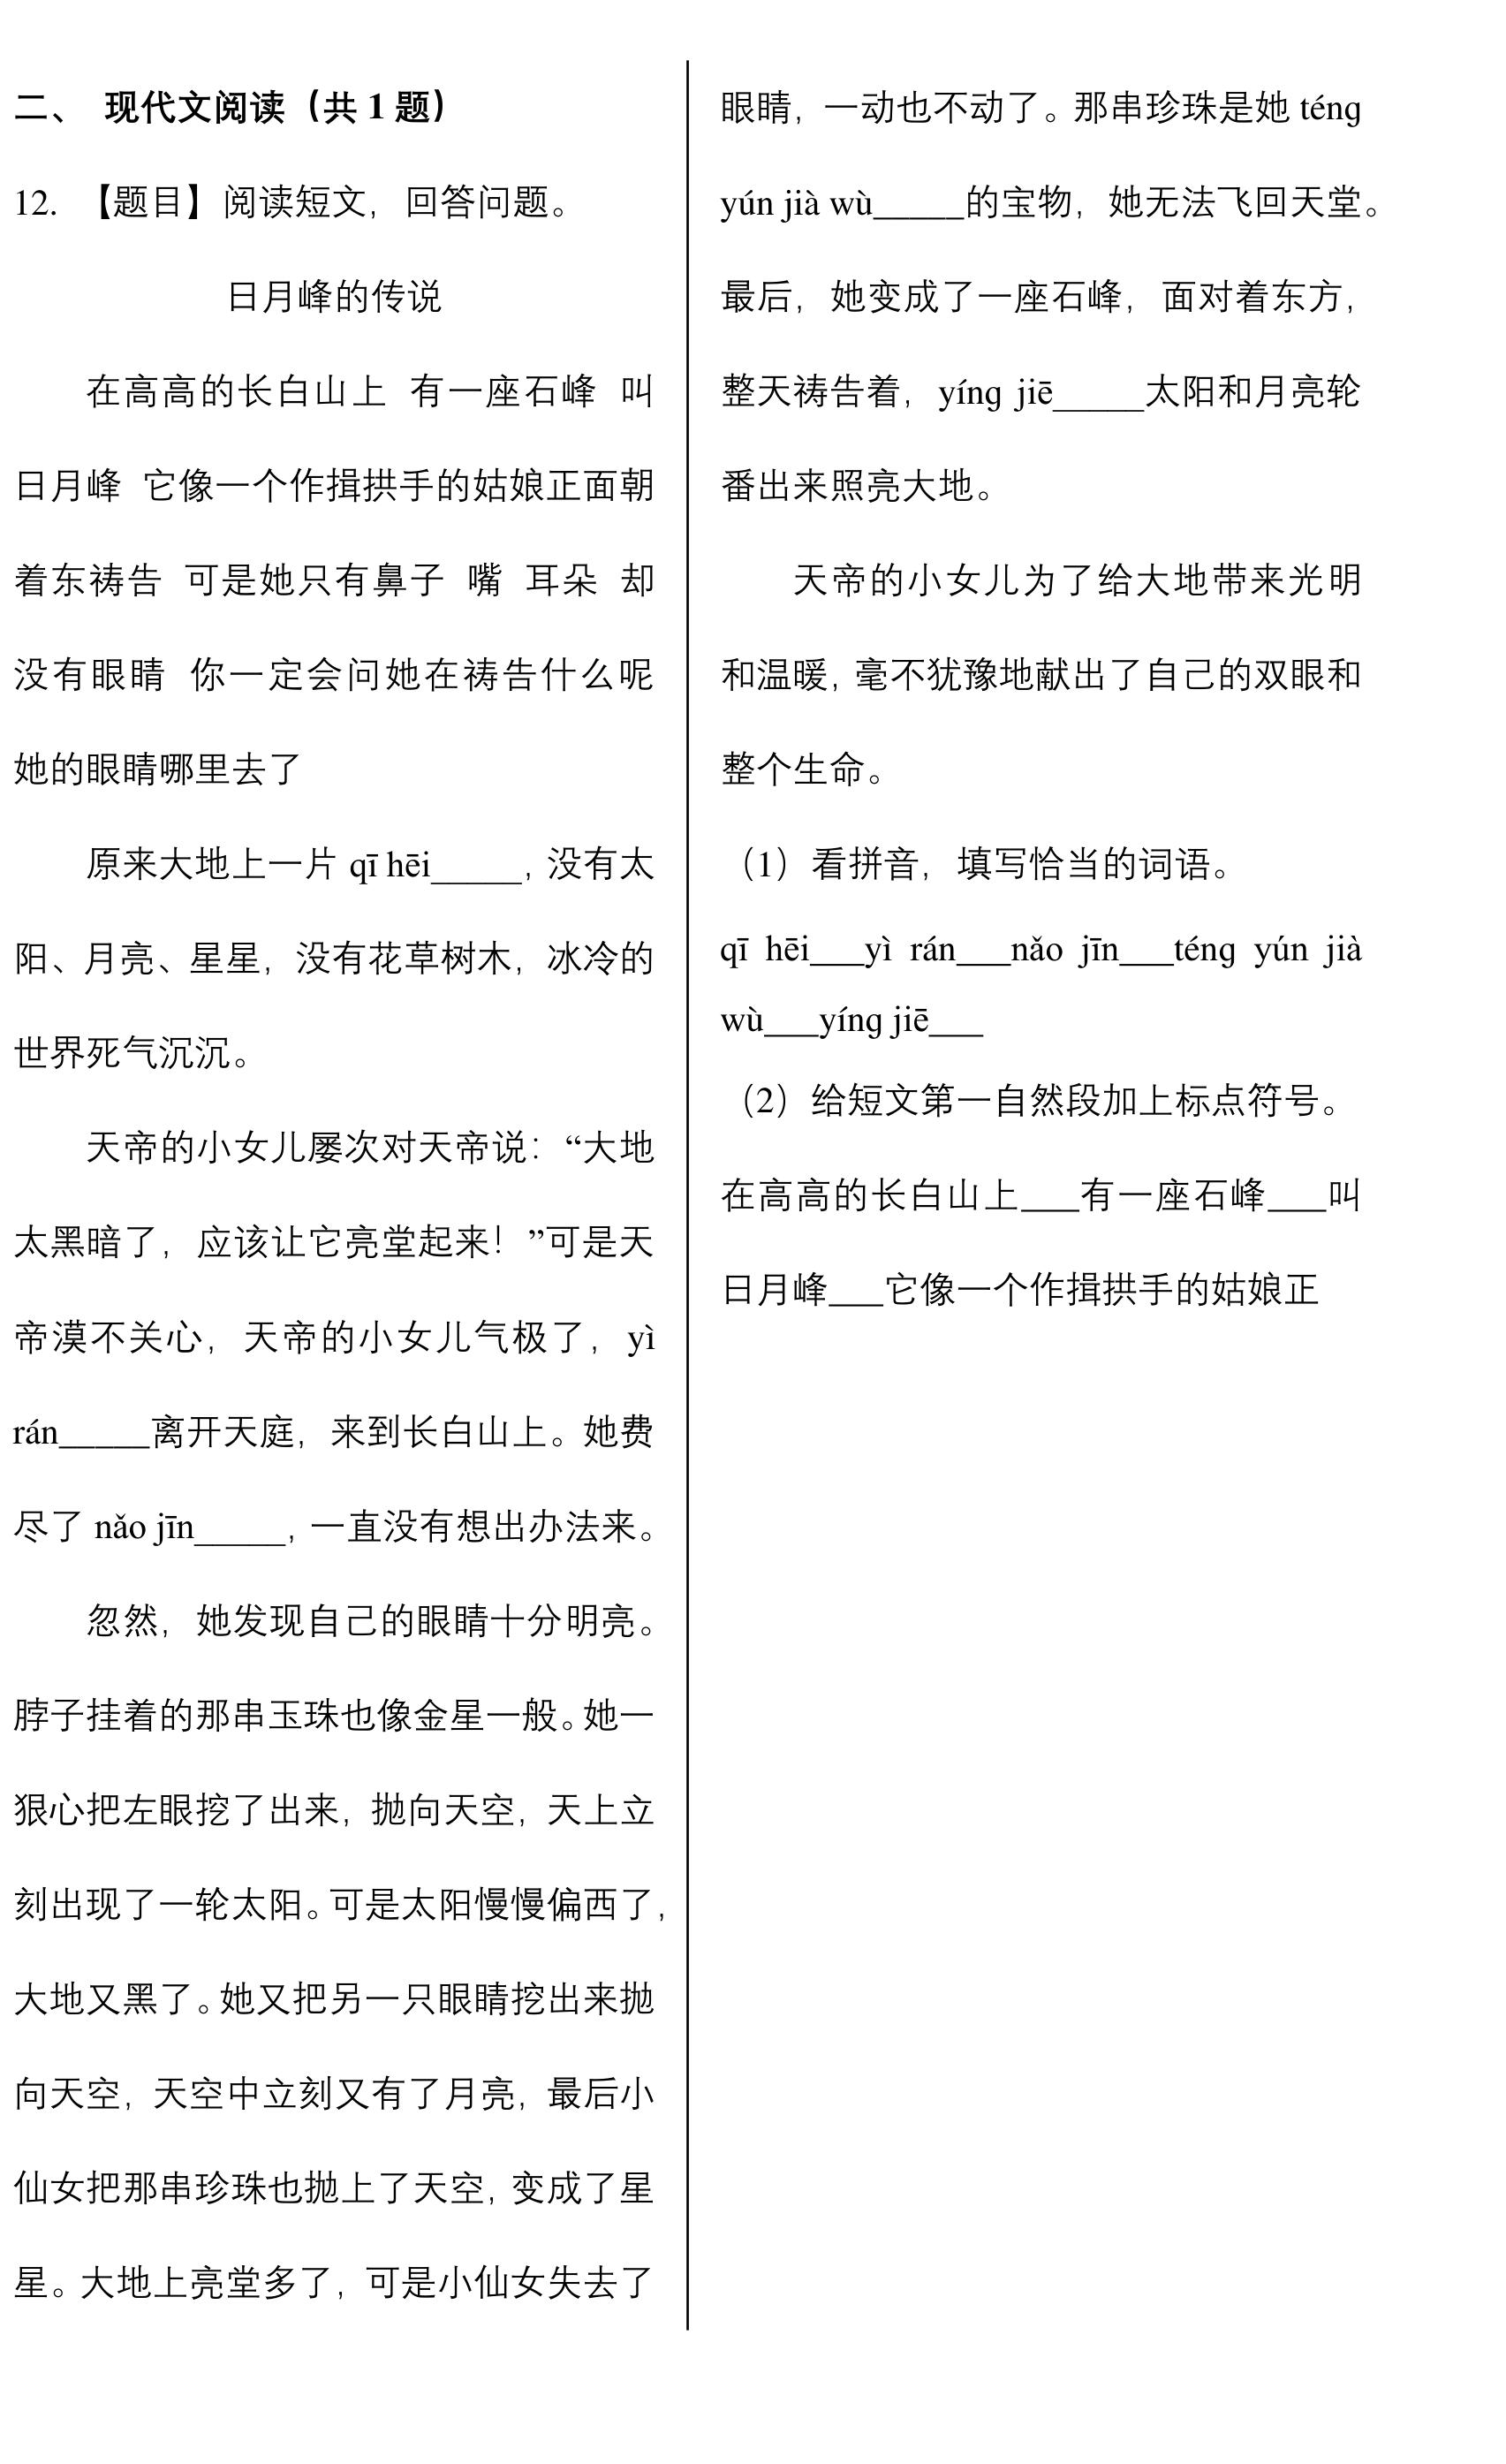 二、 现代文阅读（共 1 题）
12. 【题目】阅读短文，回答问题。
日月峰的传说
在高高的长白山上 有一座石峰 叫
日月峰 它像一个作揖拱手的姑娘正面朝
着东祷告 可是她只有鼻子 嘴 耳朵 却
没有眼睛 你一定会问她在祷告什么呢
她的眼睛哪里去了
原来大地上一片 qī hēi_____，没有太
阳、月亮、星星，没有花草树木，冰冷的
世界死气沉沉。
天帝的小女儿屡次对天帝说：“大地
太黑暗了，应该让它亮堂起来！”可是天
帝漠不关心，天帝的小女儿气极了，yì
rán_____离开天庭，来到长白山上。她费
尽了 nǎo jīn_____，一直没有想出办法来。
忽然，她发现自己的眼睛十分明亮。
脖子挂着的那串玉珠也像金星一般。她一
狠心把左眼挖了出来，抛向天空，天上立
刻出现了一轮太阳。可是太阳慢慢偏西了，
大地又黑了。她又把另一只眼睛挖出来抛
向天空，天空中立刻又有了月亮，最后小
仙女把那串珍珠也抛上了天空，变成了星
星。大地上亮堂多了，可是小仙女失去了
眼睛，一动也不动了。那串珍珠是她 téng
yún jià wù_____的宝物，她无法飞回天堂。
最后，她变成了一座石峰，面对着东方，
整天祷告着，yíng jiē_____太阳和月亮轮
番出来照亮大地。
天帝的小女儿为了给大地带来光明
和温暖，毫不犹豫地献出了自己的双眼和
整个生命。
（1）看拼音，填写恰当的词语。
qī hēi___yì rán___nǎo jīn___téng yún jià
wù___yíng jiē___
（2）给短文第一自然段加上标点符号。
在高高的长白山上___有一座石峰___叫
日月峰___它像一个作揖拱手的姑娘正